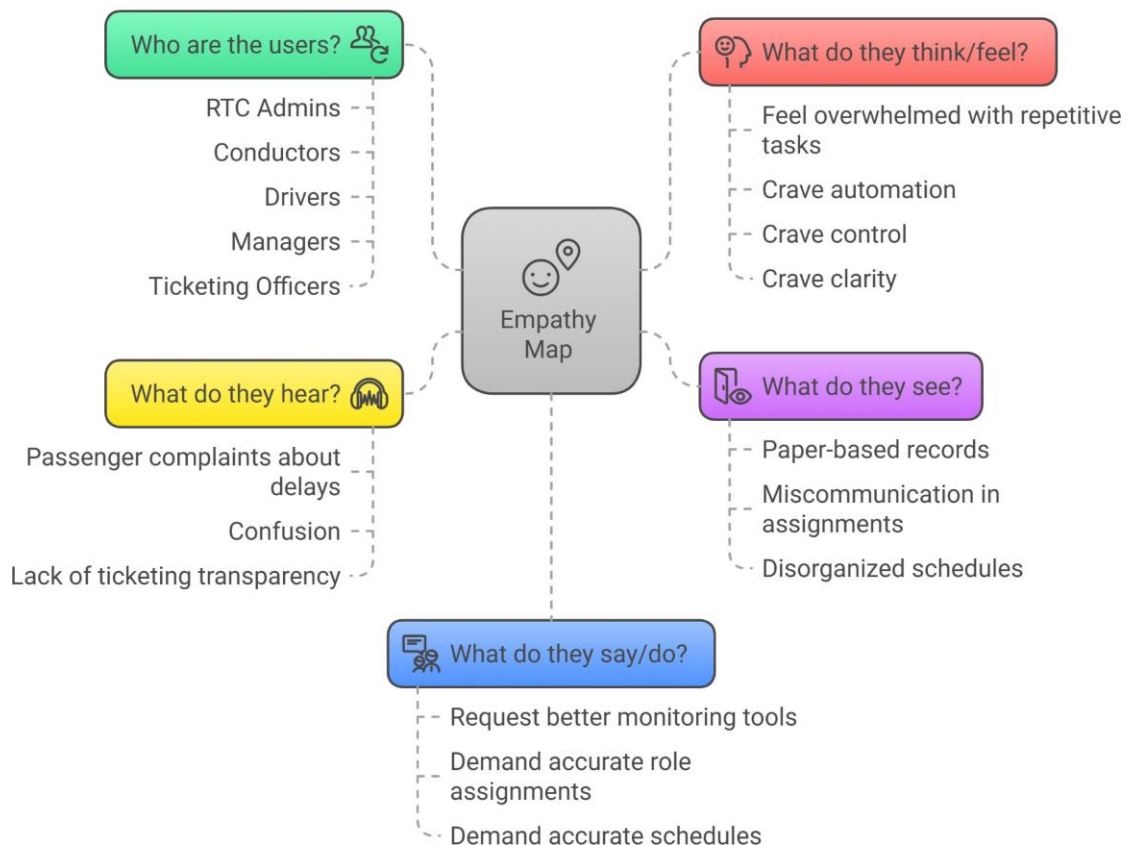 Who are the users?
RTC Admins
Conductors
Drivers
Managers
Ticketing Officers
What do they think/feel?
Feel overwhelmed with repetitive
tasks
Crave automation
Crave control
Crave clarity
Empathy
Map
What do they hear?
Passenger complaints about
delays
Confusion
Lack of ticketing transparency
What do they see?
Paper-based records
Miscommunication in
assignments
Disorganized schedules
What do they say/do?
Request better monitoring tools
Demand accurate role
assignments
Demand accurate schedules